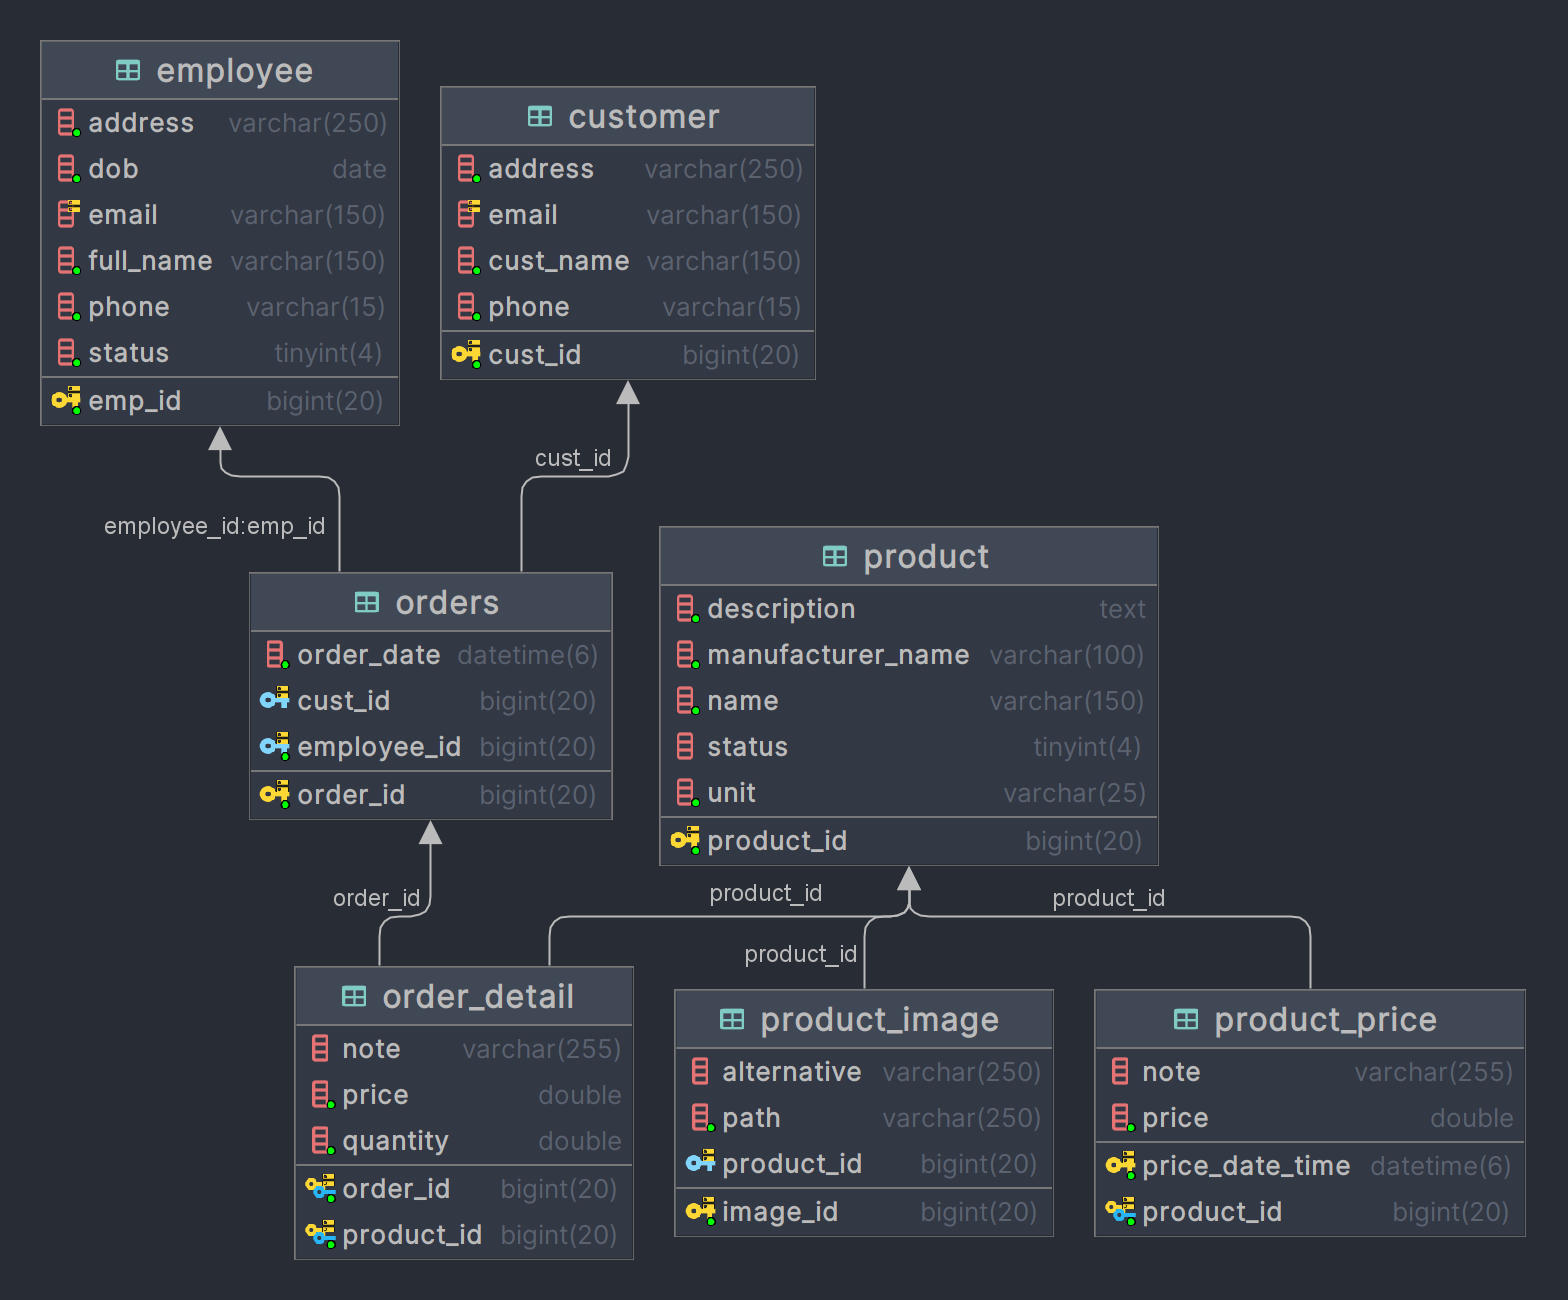 employee
address varchar(250)
dob date
email varchar(150)
full_name varchar(150)
phone varchar(15)
status tinyint(4)
emp_id bigint(20)
customer
address varchar(250)
email varchar(150)
cust_name varchar(150)
phone varchar(15)
cust_id bigint(20)
cust_id
employee_id:emp_id
orders
order_date datetime(6)
cust_id bigint(20)
employee_id bigint(20)
order_id bigint(20)
product
description text
manufacturer_name varchar(100)
name varchar(150)
status tinyint(4)
unit varchar(25)
product_id bigint(20)
order_id
product_id
product_id
product_id
order_detail
note varchar(255)
price double
quantity double
order_id bigint(20)
product_id bigint(20)
product_image
alternative varchar(250)
path varchar(250)
product_id bigint(20)
image_id bigint(20)
product_price
note varchar(255)
price double
price_date_time datetime(6)
product_id bigint(20)